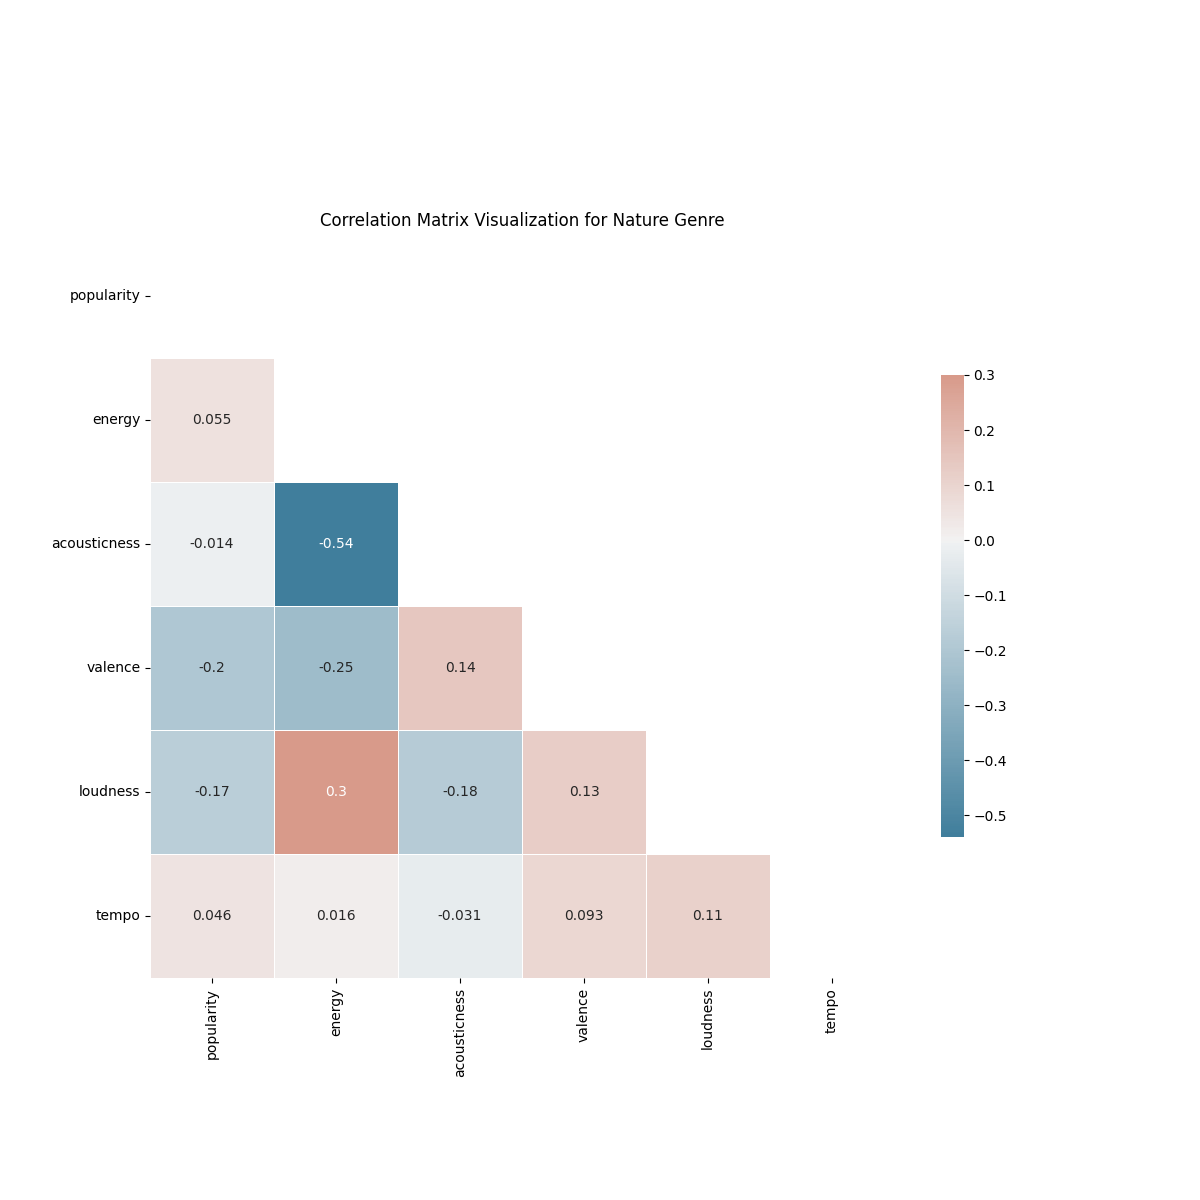 Correlation Matrix Visualization for Nature Genre
popularity
energy 0.055
acousticness -0.014 -0.54
valence -0.2 -0.25 0.14
loudness -0.17 0.3 -0.18 0.13
tempo 0.046 0.016 -0.031 0.093 0.11
popularity energy acousticness valence loudness tempo
0.3
0.2
0.1
0.0
−0.1
−0.2
−0.3
−0.4
−0.5